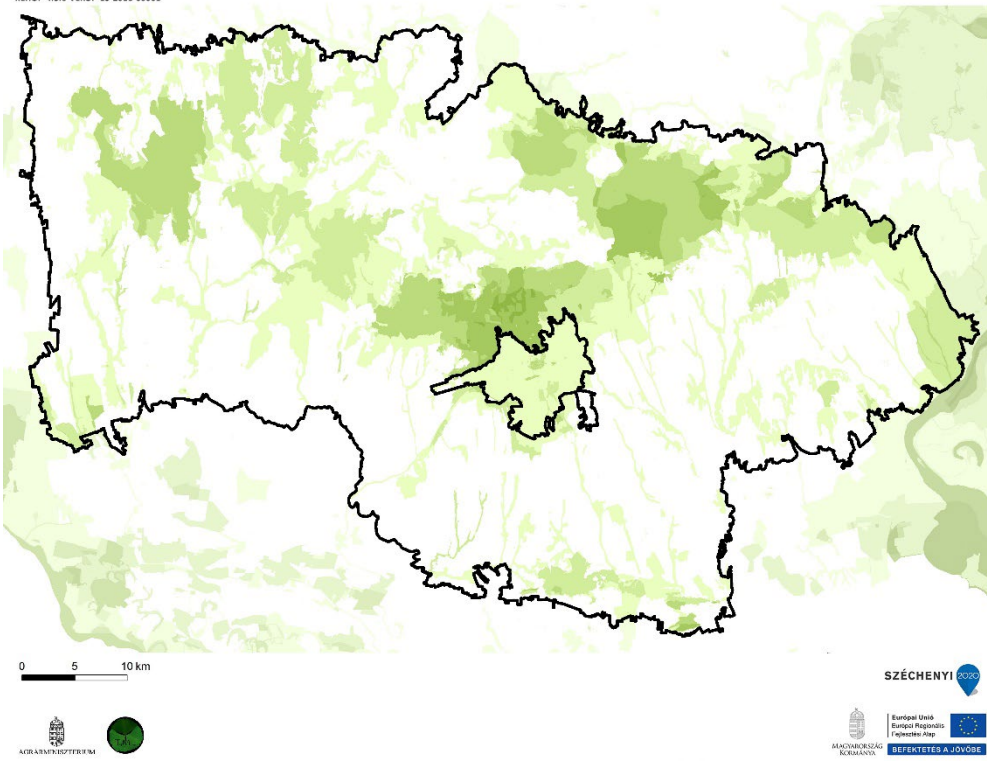 0 5 10 km
SZÉCHENYI 2020
AGRÁRMINISZTÉRIUM
MAGYARORSZÁG
KORMÁNYA
Európai Unió
Európai Regionális
Fejlesztési Alap
BEFEKTETÉS A JÖVŐBE